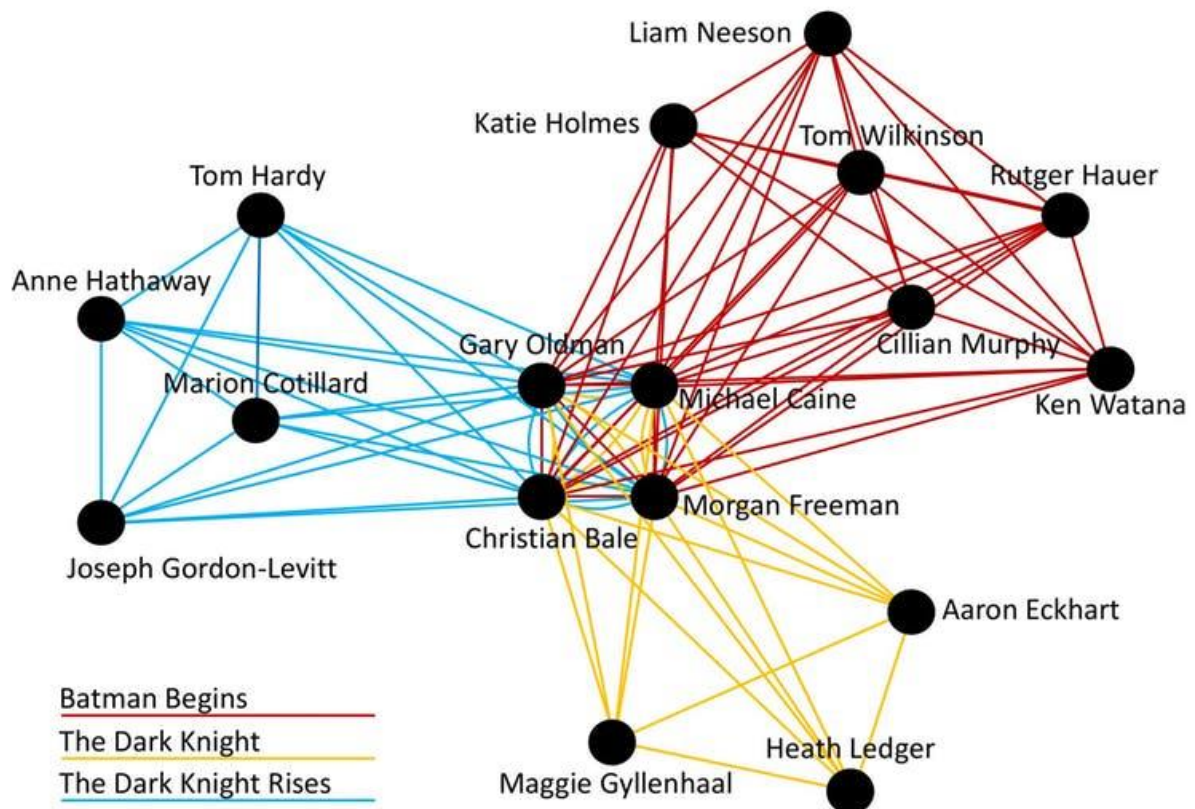 Liam Neeson
Katie Holmes
Tom Wilkinson
Tom Hardy
Rutger Hauer
Anne Hathaway
Gary Oldman
Cillian Murphy
Marion Cotillard
Michael Caine
Ken Watana
Morgan Freeman
Christian Bale
Joseph Gordon-Levitt
Aaron Eckhart
Batman Begins
The Dark Knight
Heath Ledger
The Dark Knight Rises
Maggie Gyllenhaal